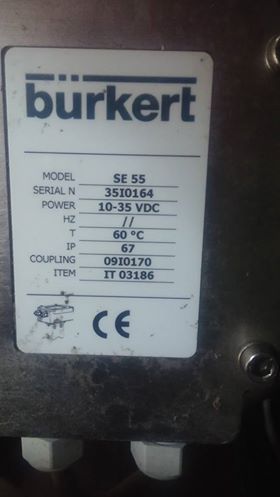 bürkert
MODEL SE 55
SERIAL N 35I0164
POWER 10-35 VDC
HZ //
T 60 °C
IP 67
COUPLING 09I0170
ITEM IT 03186
CE